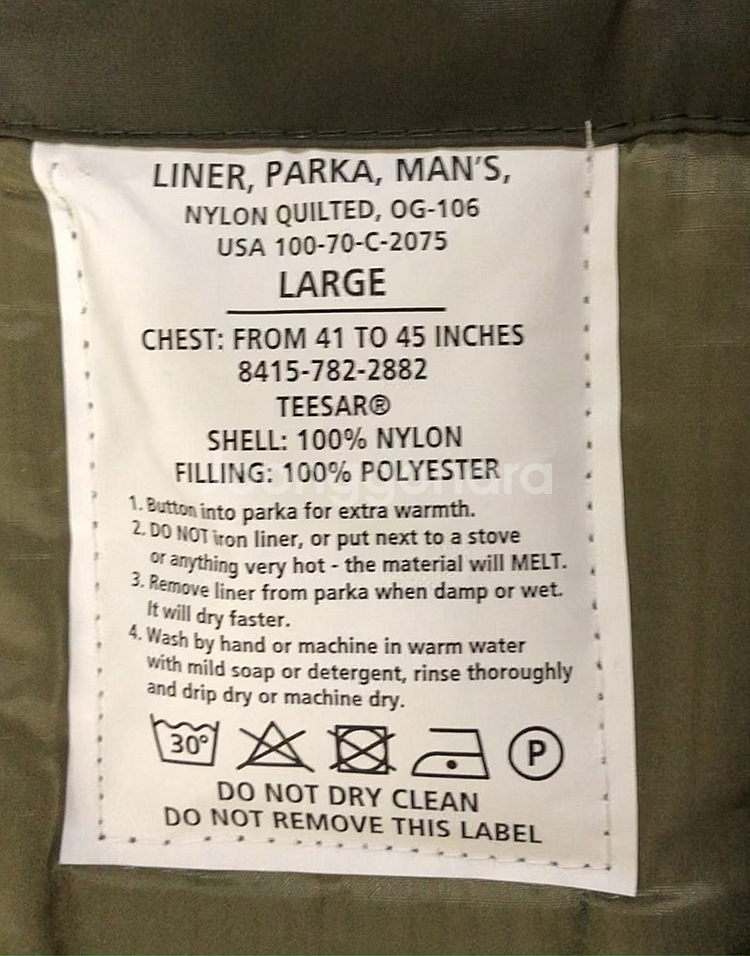 LINER, PARKA, MAN'S,
NYLON QUILTED, OG-106
USA 100-70-C-2075
LARGE
CHEST: FROM 41 TO 45 INCHES
8415-782-2882
TEESAR®
SHELL: 100% NYLON
FILLING: 100% POLYESTER
1. Button into parka for extra warmth.
2. DO NOT iron liner, or put next to a stove
or anything very hot - the material will MELT.
3. Remove liner from parka when damp or wet.
It will dry faster.
4. Wash by hand or machine in warm water
with mild soap or detergent, rinse thoroughly
and drip dry or machine dry.
30° P
DO NOT DRY CLEAN
DO NOT REMOVE THIS LABEL